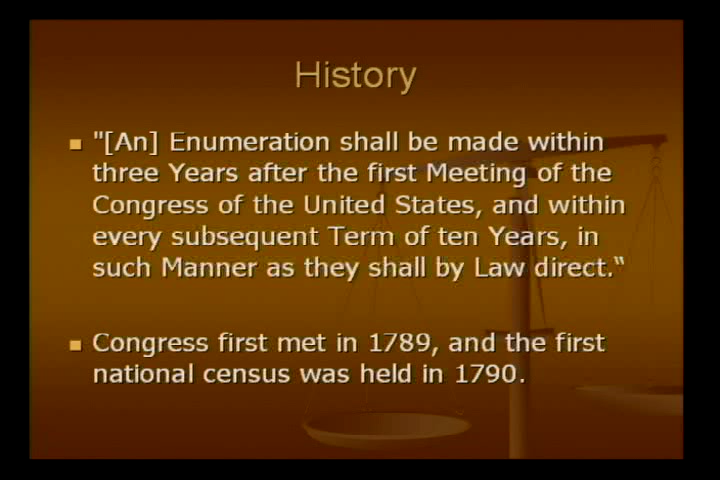 History
"[An] Enumeration shall be made within
three Years after the first Meeting of the
Congress of the United States, and within
every subsequent Term of ten Years, in
such Manner as they shall by Law direct.“
Congress first met in 1789, and the first
national census was held in 1790.